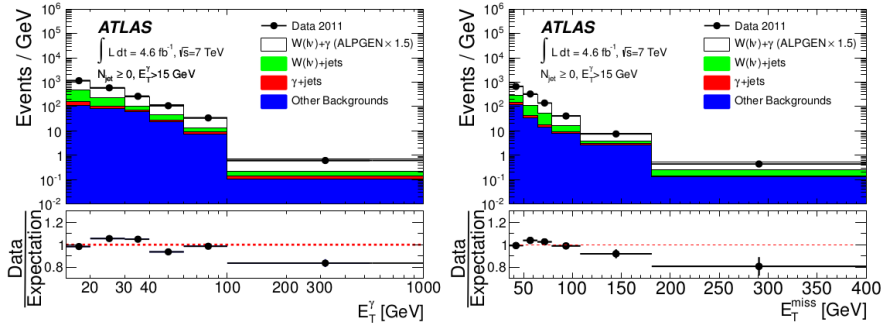 ATLAS
∫ L dt = 4.6 fb⁻¹, √s=7 TeV
N_jet ≥ 0, E_T^γ>15 GeV
Data 2011
W(lν)+γ (ALPGEN × 1.5)
W(lν)+jets
γ+jets
Other Backgrounds
Events / GeV
10⁶
10⁵
10⁴
10³
10²
10
1
10⁻¹
10⁻²
Data
Expectation
1.2
1
0.8
20 30 40 100 200 300 1000
E_T^γ [GeV]
ATLAS
∫ L dt = 4.6 fb⁻¹, √s=7 TeV
N_jet ≥ 0, E_T^γ>15 GeV
Data 2011
W(lν)+γ (ALPGEN × 1.5)
W(lν)+jets
γ+jets
Other Backgrounds
Events / GeV
10⁶
10⁵
10⁴
10³
10²
10
1
10⁻¹
10⁻²
Data
Expectation
1.2
1
0.8
50 100 150 200 250 300 350 400
E_T^miss [GeV]